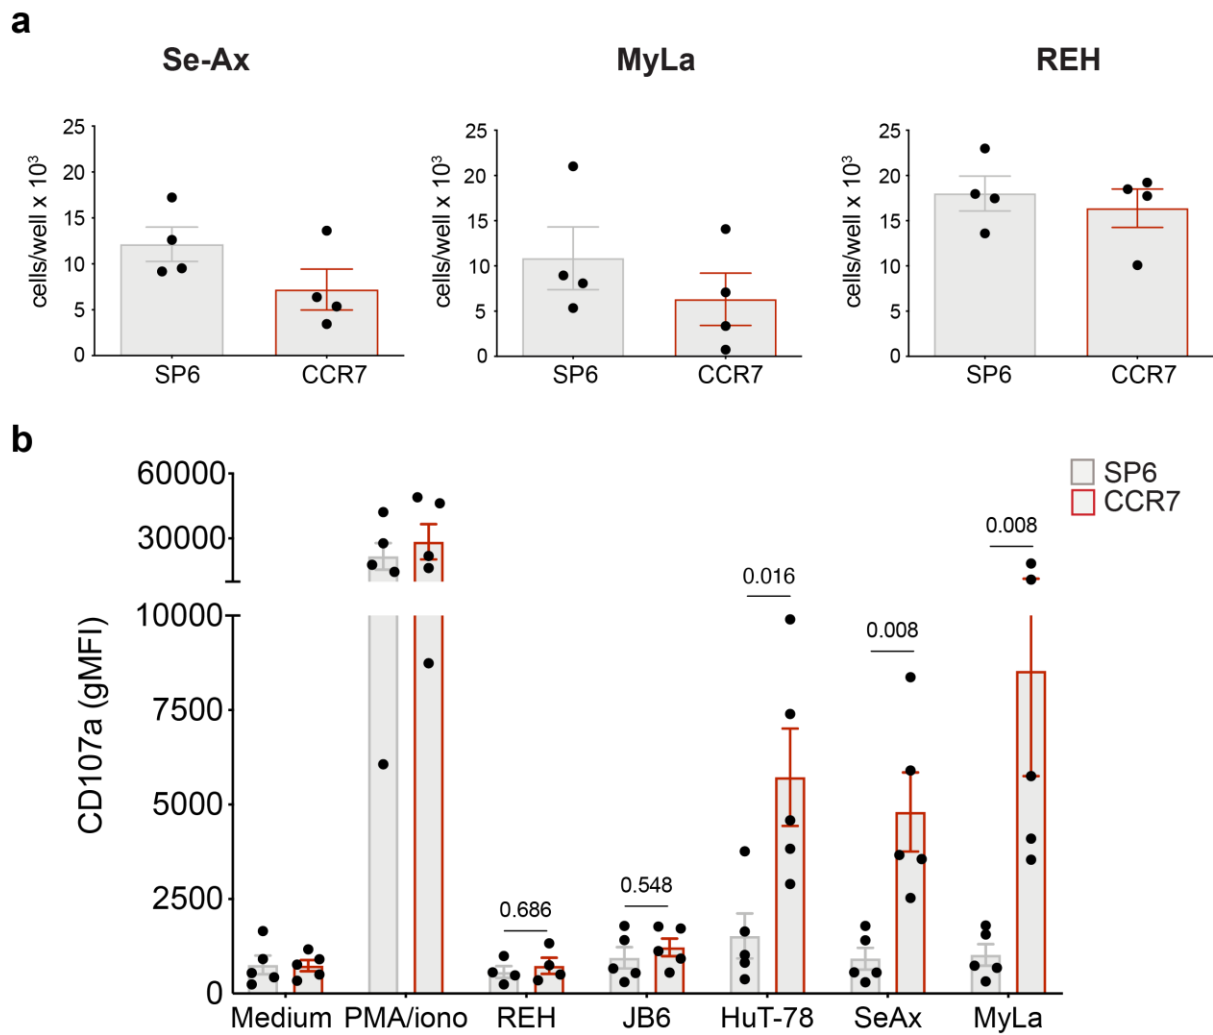 a
Se-Ax
MyLa
REH
cells/well x 10³
25
20
15
10
5
0
SP6
CCR7
cells/well x 10³
25
20
15
10
5
0
SP6
CCR7
cells/well x 10³
25
20
15
10
5
0
SP6
CCR7
b
SP6
CCR7
CD107a (gMFI)
60000
30000
10000
7500
5000
2500
0
0.686
0.548
0.016
0.008
0.008
Medium
PMA/iono
REH
JB6
HuT-78
SeAx
MyLa